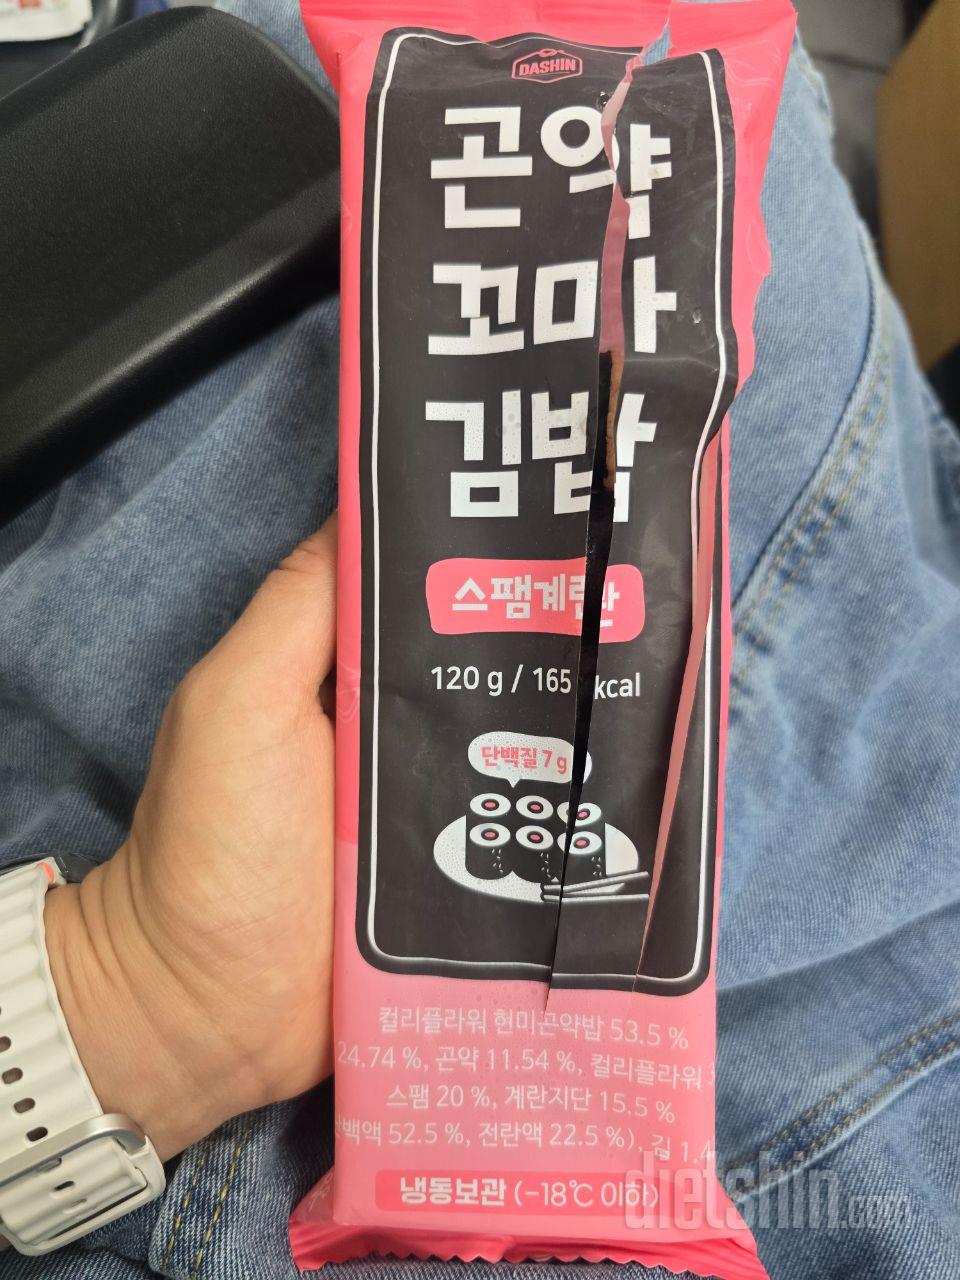 DASHIN
곤약
꼬마
김밥
스팸계란
120 g / 165 kcal
단백질 7 g
컬리플라워 현미곤약밥 53.5 %
24.74 %, 곤약 11.54 %, 컬리플라워
스팸 20 %, 계란지단 15.5 %
백액 52.5 %, 전란액 22.5 %), 김 1.4
냉동보관 (-18℃ 이하)
dietshin.com